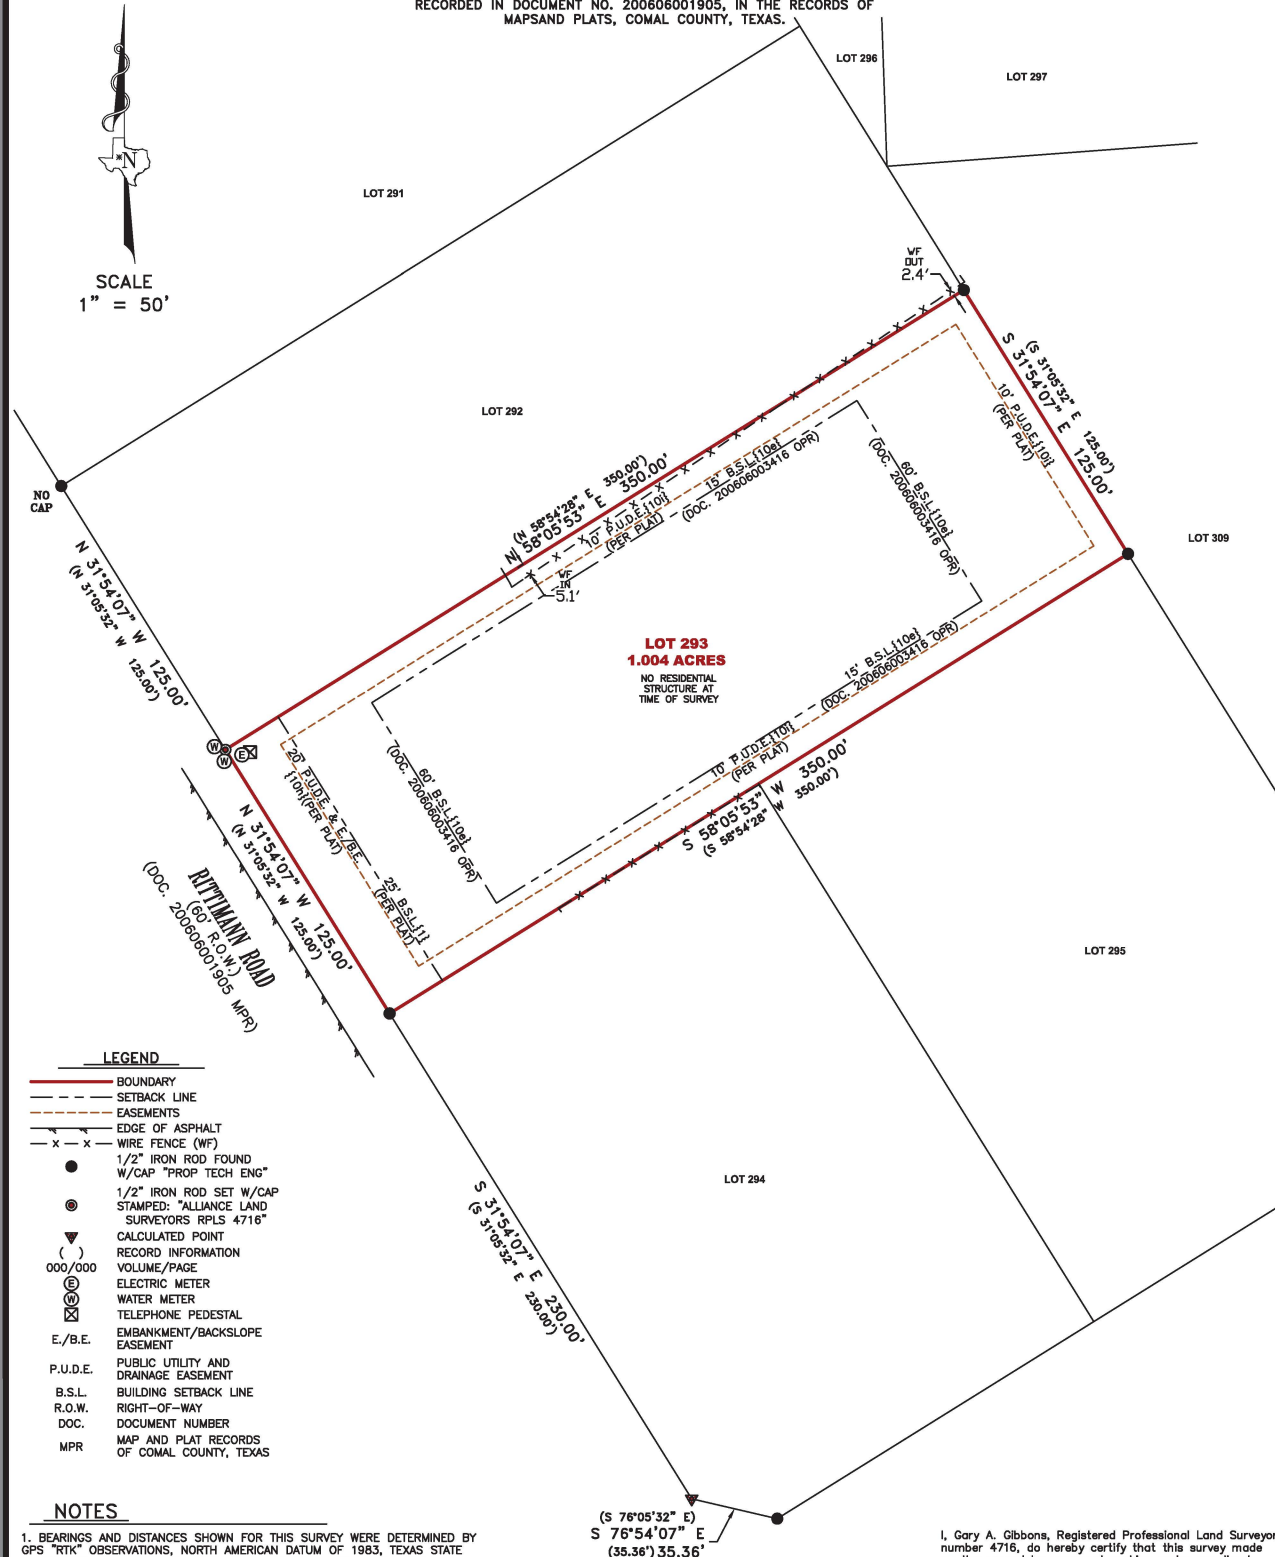 RECORDED IN DOCUMENT NO. 200606001905, IN THE RECORDS OF
MAPSAND PLATS, COMAL COUNTY, TEXAS.
N
SCALE
1" = 50'
LOT 296
LOT 297
LOT 291
WF
OUT
2.4'
LOT 292
(S 31°05'32" E 125.00')
S 31°54'07" E 125.00'
10' P.U.D.E.{10i}
(PER PLAT)
NO
CAP
(N 58°54'28" E 350.00')
N 58°05'53" E 350.00'
10' P.U.D.E.{10i}
(PER PLAT)
15' B.S.L.{10e}
(DOC. 200606003416 OPR)
60' B.S.L.{10e}
(DOC. 200606003416 OPR)
LOT 309
N 31°54'07" W 125.00'
(N 31°05'32" W 125.00')
WF
IN
5.1'
LOT 293
1.004 ACRES
NO RESIDENTIAL
STRUCTURE AT
TIME OF SURVEY
15' B.S.L.{10e}
(DOC. 200606003416 OPR)
W
W
E
20' P.U.D.E. & E./B.E.
{10h}(PER PLAT)
60' B.S.L.{10e}
(DOC. 200606003416 OPR)
10' P.U.D.E.{10i}
(PER PLAT)
S 58°05'53" W 350.00'
(S 58°54'28" W 350.00')
N 31°54'07" W 125.00'
(N 31°05'32" W 125.00')
25' B.S.L.{1}
(PER PLAT)
RITTIMANN ROAD
(60' R.O.W.)
(DOC. 200606001905 MPR)
LOT 295
LOT 294
S 31°54'07" E 230.00'
(S 31°05'32" E 230.00')
LEGEND
BOUNDARY
SETBACK LINE
EASEMENTS
EDGE OF ASPHALT
X X WIRE FENCE (WF)
1/2" IRON ROD FOUND
W/CAP "PROP TECH ENG"
1/2" IRON ROD SET W/CAP
STAMPED: "ALLIANCE LAND
SURVEYORS RPLS 4716"
CALCULATED POINT
( ) RECORD INFORMATION
000/000 VOLUME/PAGE
E ELECTRIC METER
W WATER METER
TELEPHONE PEDESTAL
E./B.E. EMBANKMENT/BACKSLOPE
EASEMENT
P.U.D.E. PUBLIC UTILITY AND
DRAINAGE EASEMENT
B.S.L. BUILDING SETBACK LINE
R.O.W. RIGHT-OF-WAY
DOC. DOCUMENT NUMBER
MPR MAP AND PLAT RECORDS
OF COMAL COUNTY, TEXAS
NOTES
1. BEARINGS AND DISTANCES SHOWN FOR THIS SURVEY WERE DETERMINED BY
GPS "RTK" OBSERVATIONS, NORTH AMERICAN DATUM OF 1983, TEXAS STATE
(S 76°05'32" E)
S 76°54'07" E
(35.36') 35.36'
I, Gary A. Gibbons, Registered Professional Land Surveyor
number 4716, do hereby certify that this survey made